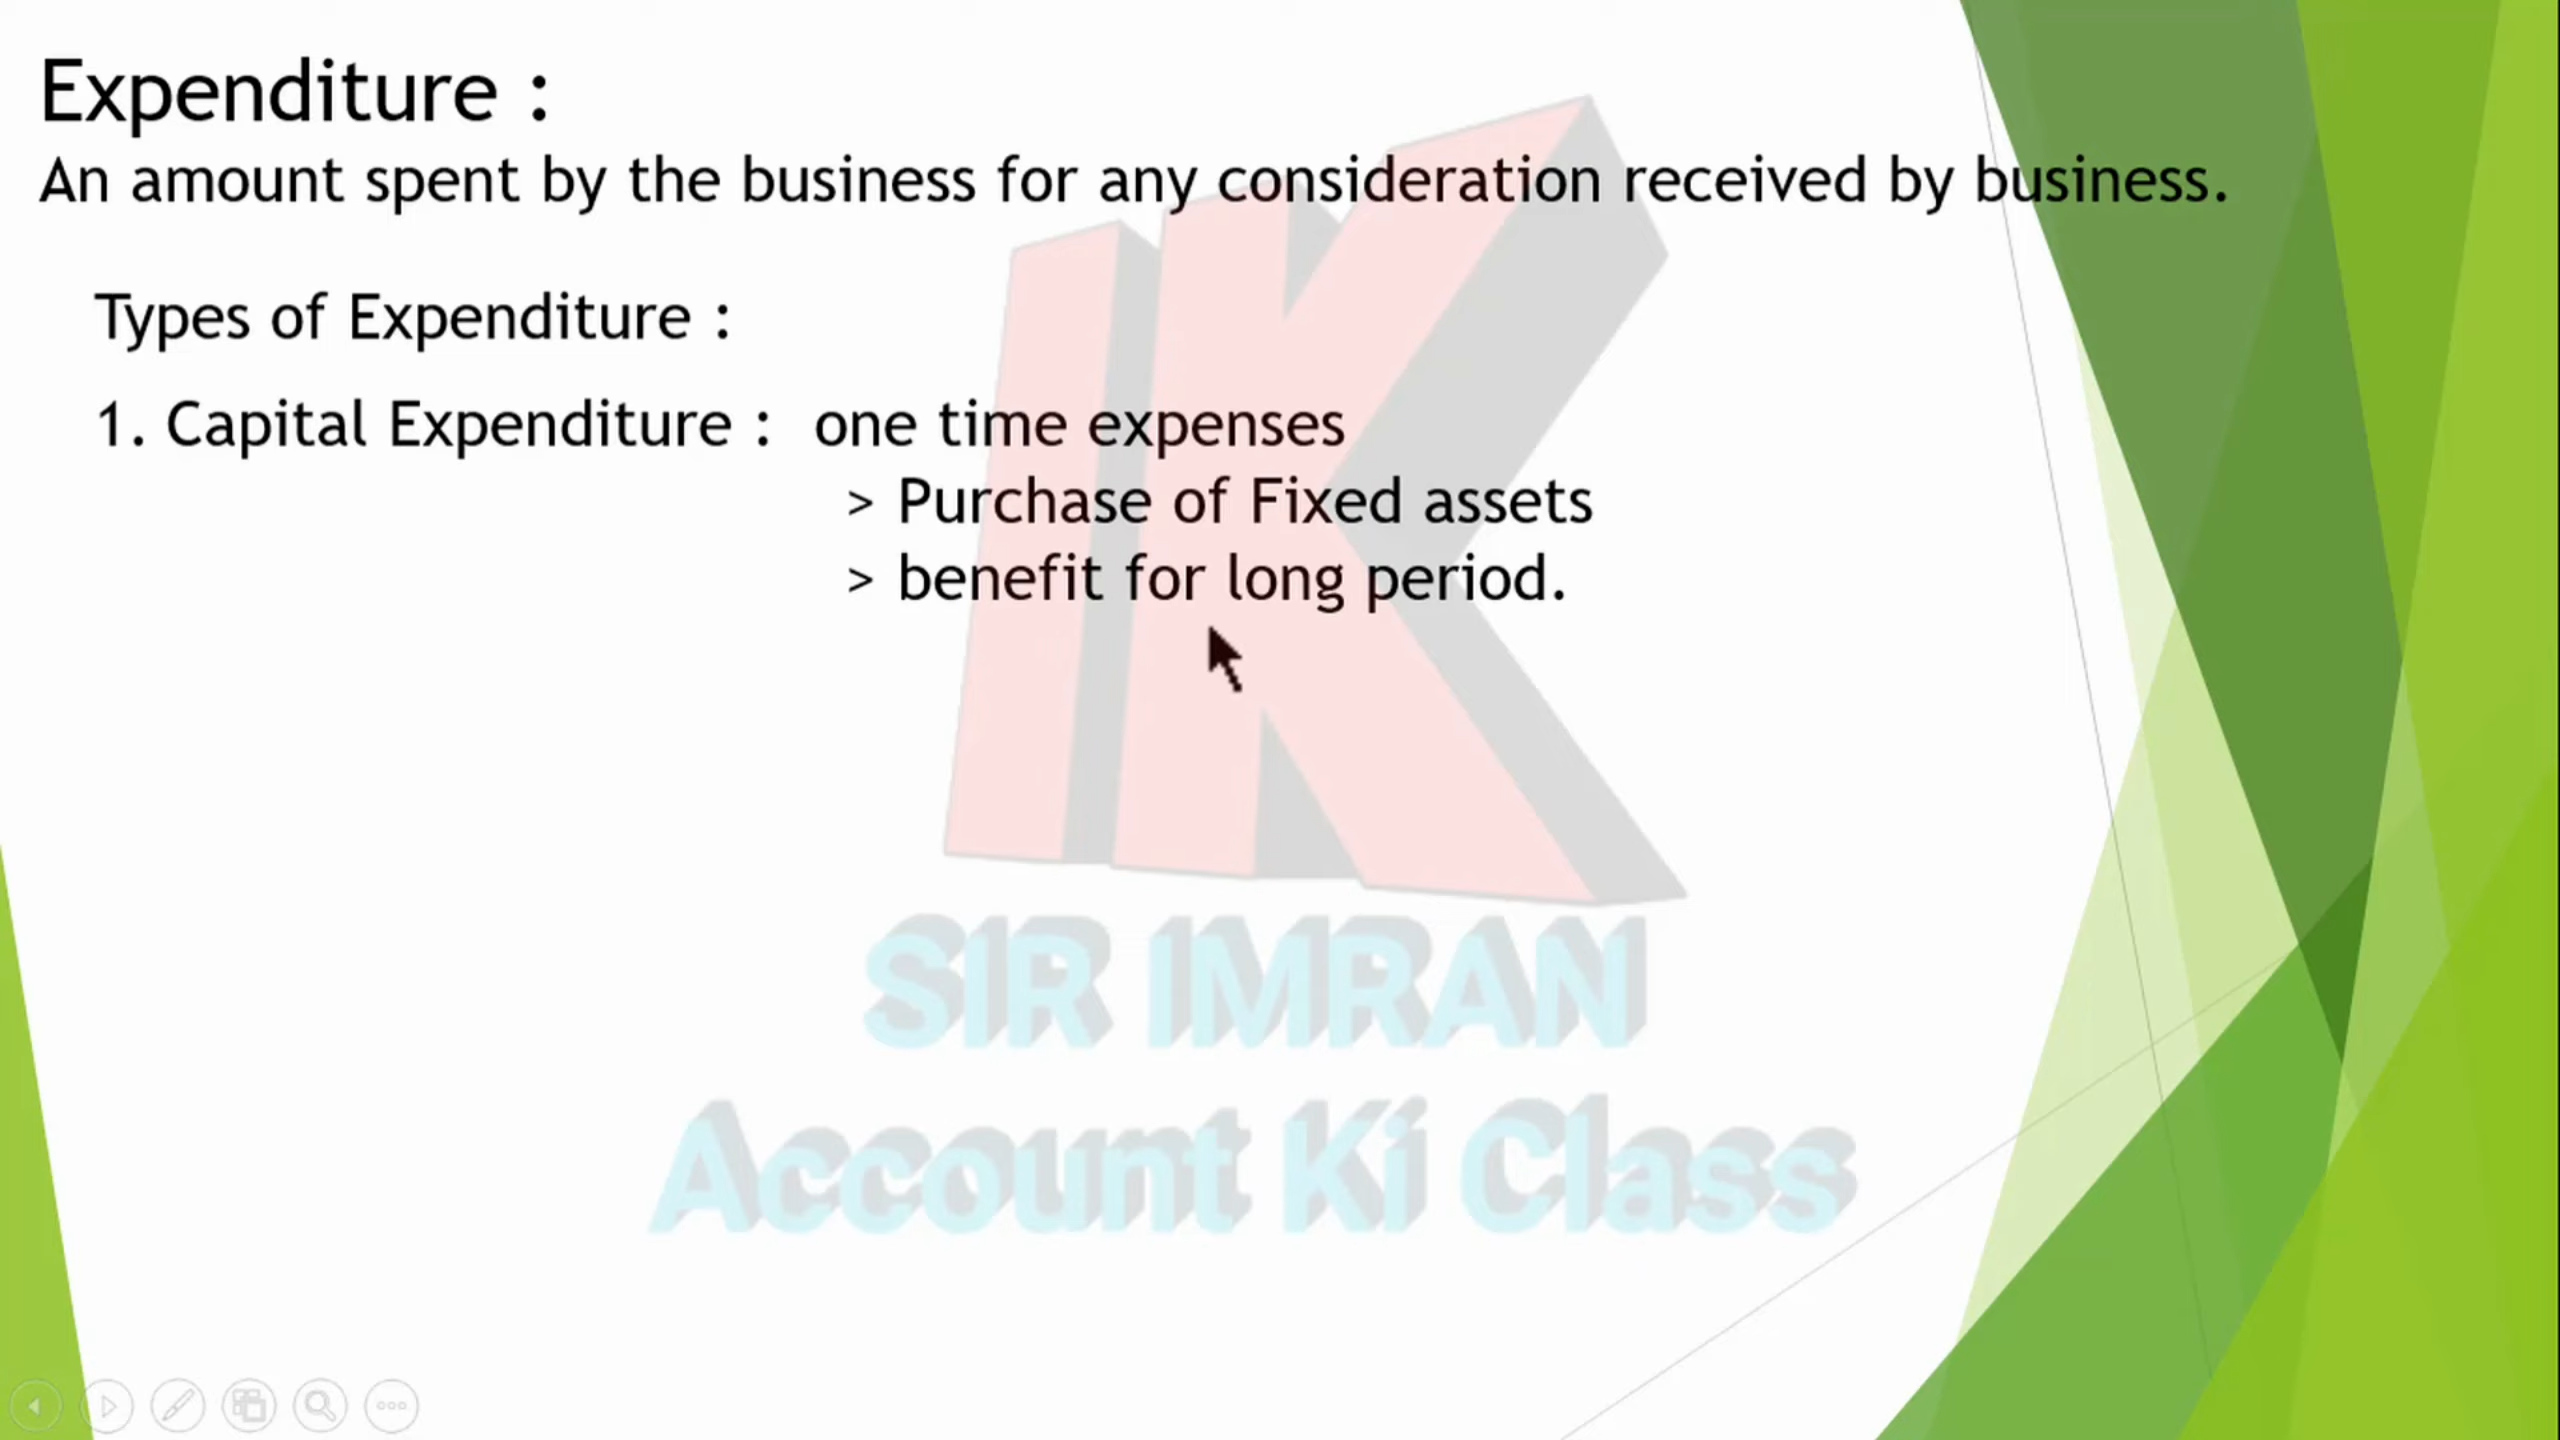 Expenditure :
An amount spent by the business for any consideration received by business.
Types of Expenditure :
1. Capital Expenditure : one time expenses
> Purchase of Fixed assets
> benefit for long period.
IK
SIR IMRAN
Account Ki Class